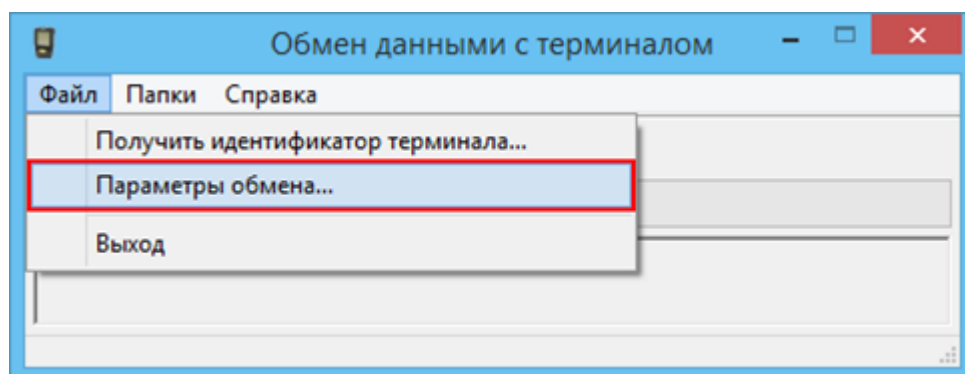 Обмен данными с терминалом
Файл Папки Справка
Получить идентификатор терминала...
Параметры обмена...
Выход